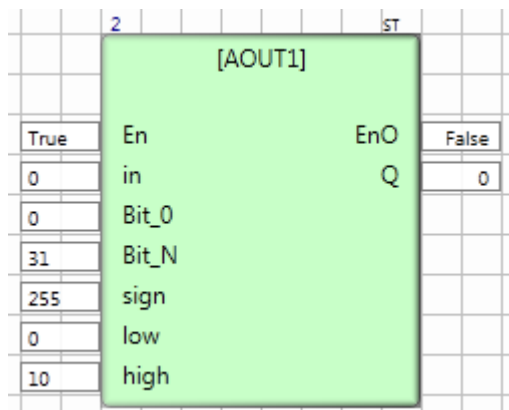 2 ST
[AOUT1]
True En EnO False
0 in Q 0
0 Bit_0
31 Bit_N
255 sign
0 low
10 high